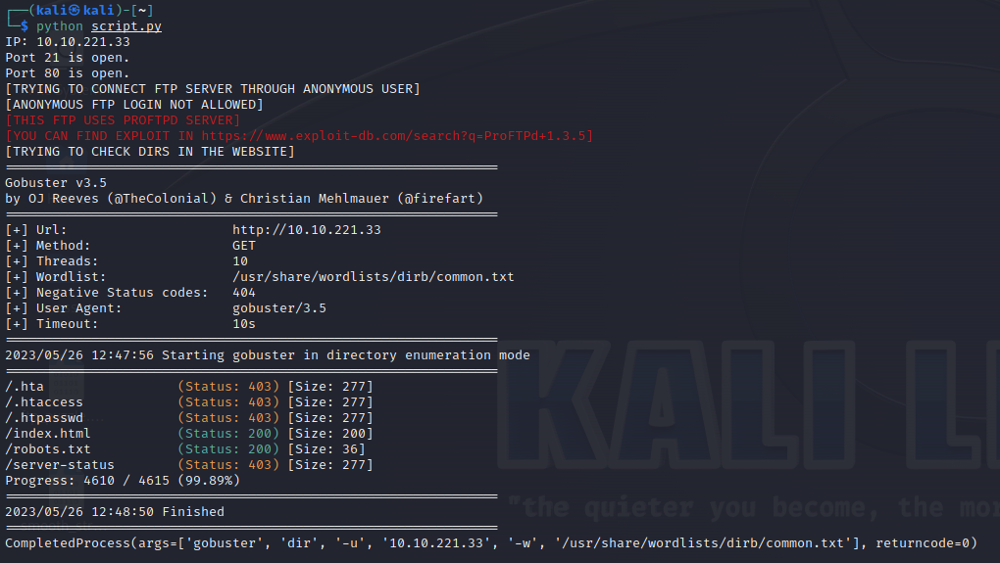 ┌──(kali㉿kali)-[~]
└─$ python script.py
IP: 10.10.221.33
Port 21 is open.
Port 80 is open.
[TRYING TO CONNECT FTP SERVER THROUGH ANONYMOUS USER]
[ANONYMOUS FTP LOGIN NOT ALLOWED]
[THIS FTP USES PROFTPD SERVER]
[YOU CAN FIND EXPLOIT IN https://www.exploit-db.com/search?q=ProFTPd+1.3.5]
[TRYING TO CHECK DIRS IN THE WEBSITE]
===============================================================
Gobuster v3.5
by OJ Reeves (@TheColonial) & Christian Mehlmauer (@firefart)
===============================================================
[+] Url:                     http://10.10.221.33
[+] Method:                  GET
[+] Threads:                 10
[+] Wordlist:                /usr/share/wordlists/dirb/common.txt
[+] Negative Status codes:   404
[+] User Agent:              gobuster/3.5
[+] Timeout:                 10s
===============================================================
2023/05/26 12:47:56 Starting gobuster in directory enumeration mode
===============================================================
/.hta                 (Status: 403) [Size: 277]
/.htaccess            (Status: 403) [Size: 277]
/.htpasswd            (Status: 403) [Size: 277]
/index.html           (Status: 200) [Size: 200]
/robots.txt           (Status: 200) [Size: 36]
/server-status        (Status: 403) [Size: 277]
Progress: 4610 / 4615 (99.89%)
===============================================================
2023/05/26 12:48:50 Finished
===============================================================
CompletedProcess(args=['gobuster', 'dir', '-u', '10.10.221.33', '-w', '/usr/share/wordlists/dirb/common.txt'], returncode=0)
KALI LI
"the quieter you become, the mor